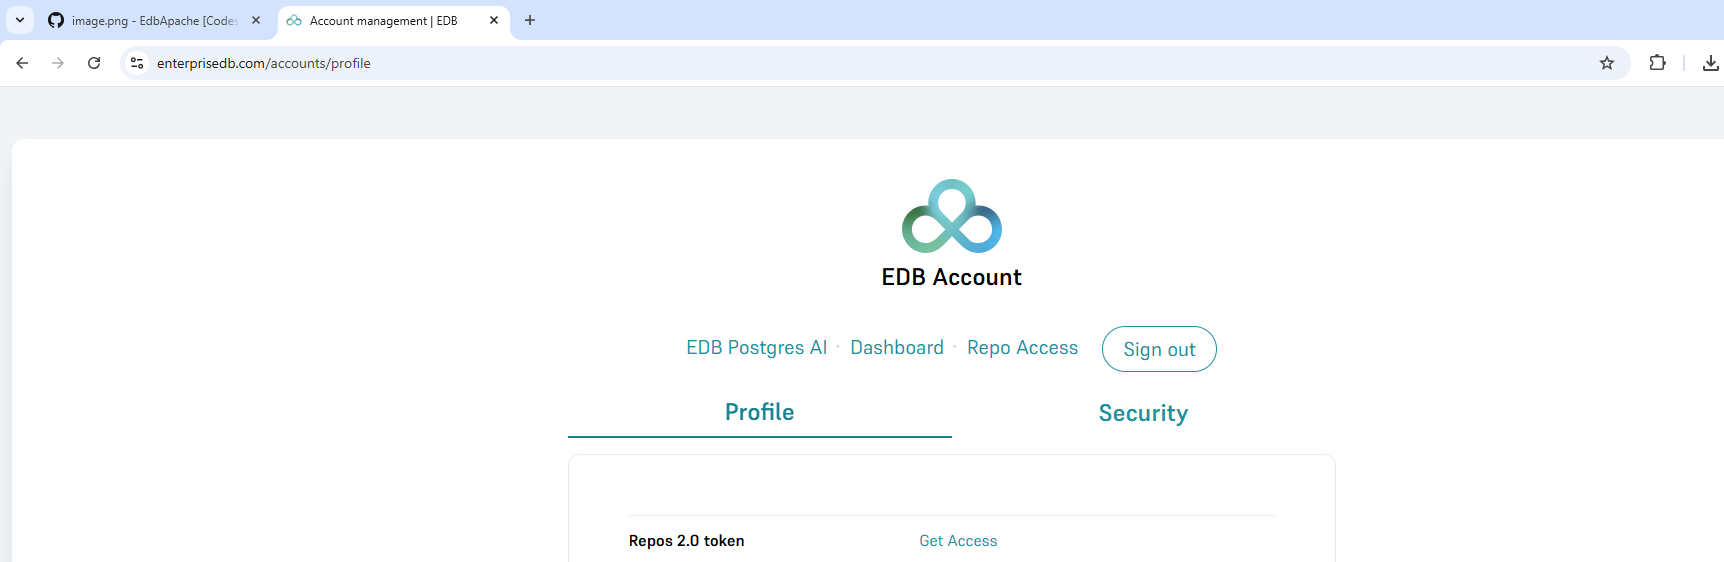 image.png - EdbApache [Codes
Account management | EDB
enterprisedb.com/accounts/profile
EDB Account
EDB Postgres AI · Dashboard · Repo Access
Sign out
Profile
Security
Repos 2.0 token
Get Access